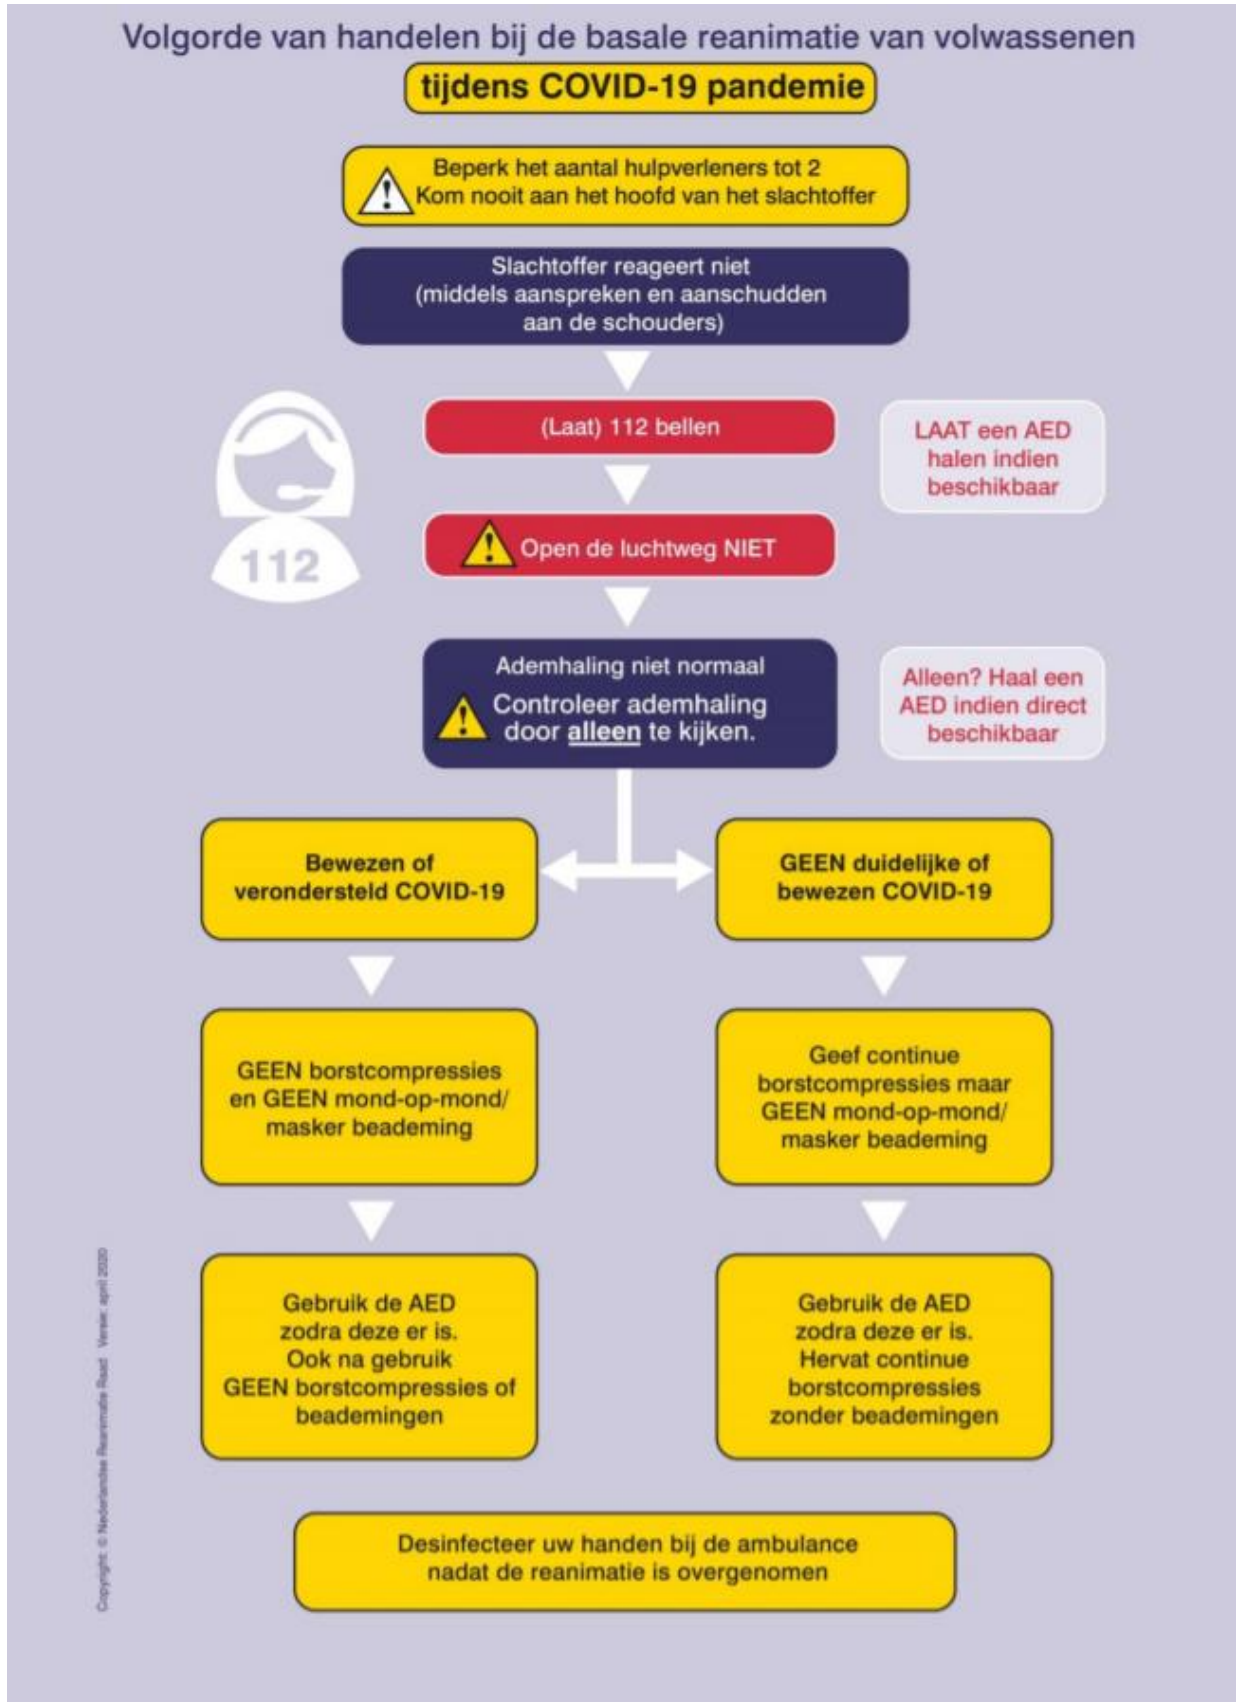 Volgorde van handelen bij de basale reanimatie van volwassenen
tijdens COVID-19 pandemie
Beperk het aantal hulpverleners tot 2
Kom nooit aan het hoofd van het slachtoffer
Slachtoffer reageert niet
(middels aanspreken en aanschudden
aan de schouders)
(Laat) 112 bellen
LAAT een AED
halen indien
beschikbaar
112
Open de luchtweg NIET
Ademhaling niet normaal
Controleer ademhaling
door alleen te kijken.
Alleen? Haal een
AED indien direct
beschikbaar
Bewezen of
verondersteld COVID-19
GEEN duidelijke of
bewezen COVID-19
GEEN borstcompressies
en GEEN mond-op-mond/
masker beademing
Geef continue
borstcompressies maar
GEEN mond-op-mond/
masker beademing
Gebruik de AED
zodra deze er is.
Ook na gebruik
GEEN borstcompressies of
beademingen
Gebruik de AED
zodra deze er is.
Hervat continue
borstcompressies
zonder beademingen
Desinfecteer uw handen bij de ambulance
nadat de reanimatie is overgenomen
Copyright: © Nederlandse Reanimatie Raad Versie: april 2020